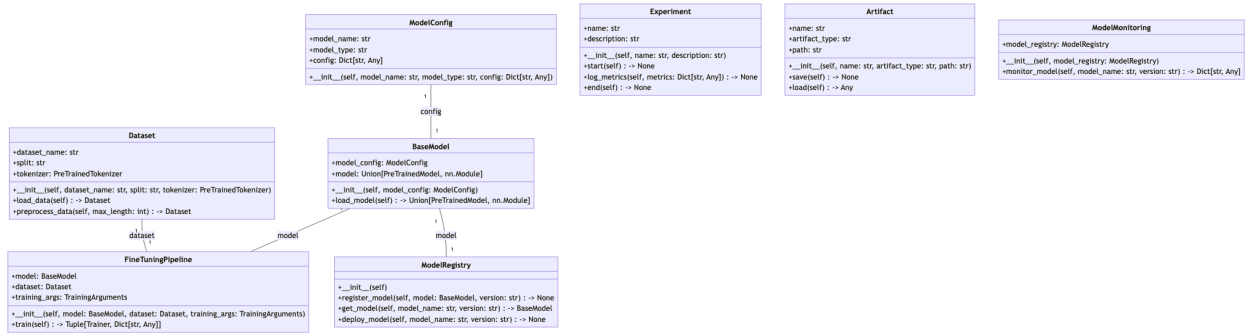 ModelConfig
+model_name: str
+model_type: str
+config: Dict[str, Any]
+__init__(self, model_name: str, model_type: str, config: Dict[str, Any])
Experiment
+name: str
+description: str
+__init__(self, name: str, description: str)
+start(self) : -> None
+log_metrics(self, metrics: Dict[str, Any]) : -> None
+end(self) : -> None
Artifact
+name: str
+artifact_type: str
+path: str
+__init__(self, name: str, artifact_type: str, path: str)
+save(self) : -> None
+load(self) : -> Any
ModelMonitoring
+model_registry: ModelRegistry
+__init__(self, model_registry: ModelRegistry)
+monitor_model(self, model_name: str, version: str) : -> Dict[str, Any]
1
config
1
Dataset
+dataset_name: str
+split: str
+tokenizer: PreTrainedTokenizer
+__init__(self, dataset_name: str, split: str, tokenizer: PreTrainedTokenizer)
+load_data(self) : -> Dataset
+preprocess_data(self, max_length: int) : -> Dataset
BaseModel
+model_config: ModelConfig
+model: Union[PreTrainedModel, nn.Module]
+__init__(self, model_config: ModelConfig)
+load_model(self) : -> Union[PreTrainedModel, nn.Module]
1
dataset
1
1
model
1
model
1
FineTuningPipeline
+model: BaseModel
+dataset: Dataset
+training_args: TrainingArguments
+__init__(self, model: BaseModel, dataset: Dataset, training_args: TrainingArguments)
+train(self) : -> Tuple[Trainer, Dict[str, Any]]
ModelRegistry
+__init__(self)
+register_model(self, model: BaseModel, version: str) : -> None
+get_model(self, model_name: str, version: str) : -> BaseModel
+deploy_model(self, model_name: str, version: str) : -> None